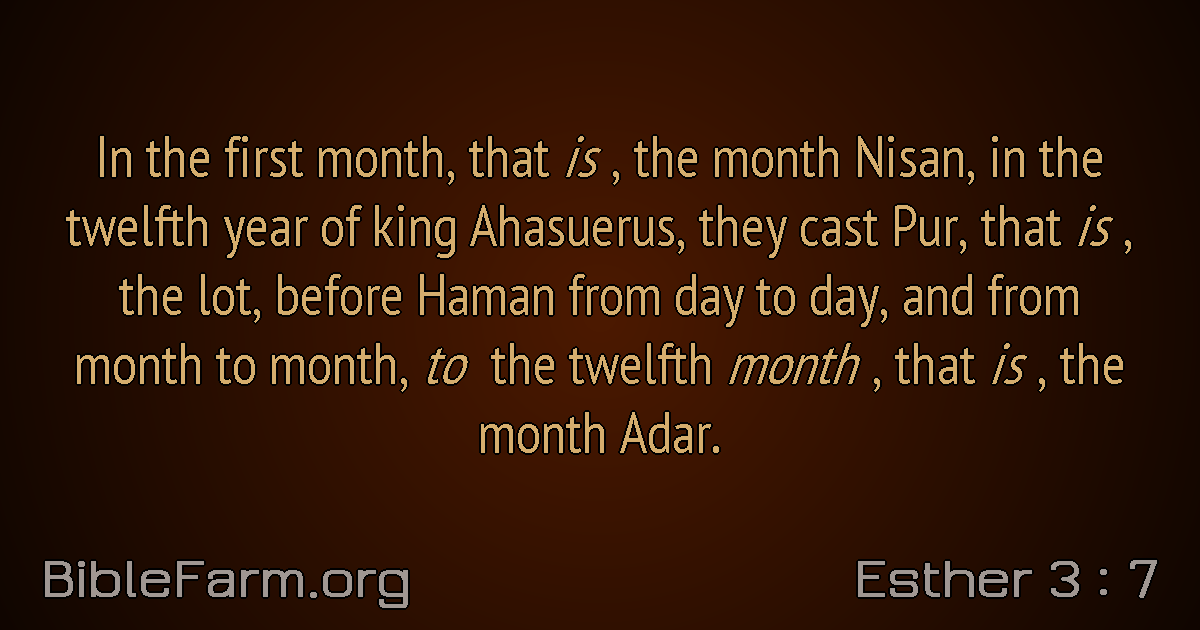 In the first month, that is , the month Nisan, in the
twelfth year of king Ahasuerus, they cast Pur, that is ,
the lot, before Haman from day to day, and from
month to month, to the twelfth month , that is , the
month Adar.
BibleFarm.org
Esther 3 : 7